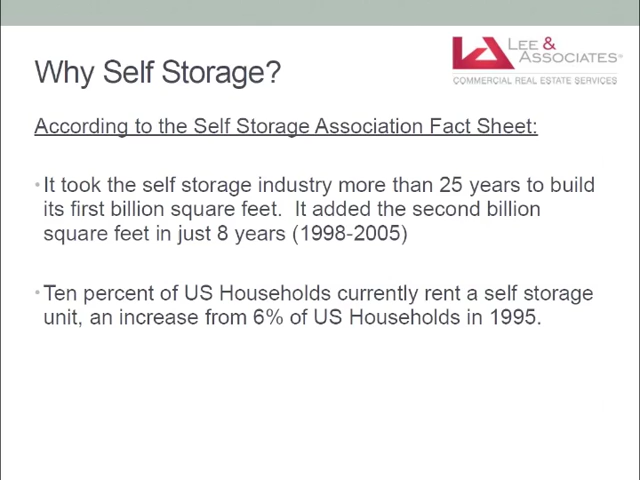 LEE &
ASSOCIATES
COMMERCIAL REAL ESTATE SERVICES
Why Self Storage?
According to the Self Storage Association Fact Sheet:
•It took the self storage industry more than 25 years to build
its first billion square feet.  It added the second billion
square feet in just 8 years (1998-2005)
•Ten percent of US Households currently rent a self storage
unit, an increase from 6% of US Households in 1995.